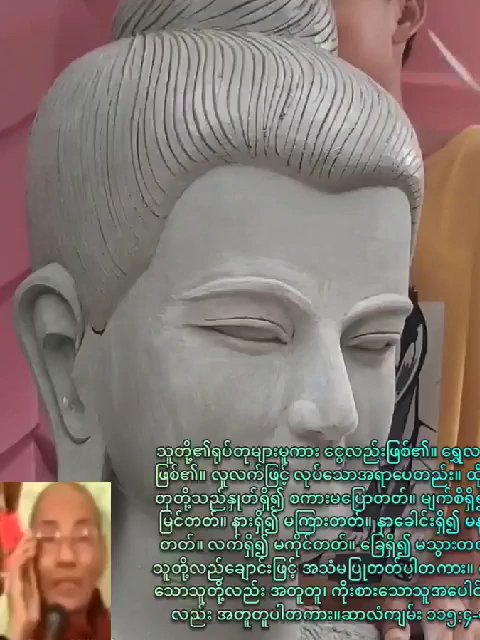 သူတို့၏ရုပ်တုများမူကား ငွေလည်းဖြစ်၏။ ရွှေလ
ဖြစ်၏။ လူလက်ဖြင့် လုပ်သောအရာပေတည်း။ ထို
တုတို့သည်နှုတ်ရှိ၍ စကားမပြောတတ်။ မျက်စိရှိ၍
မြင်တတ်။ နားရှိ၍ မကြားတတ်။ နှာခေါင်းရှိ၍ မန
တတ်။ လက်ရှိ၍ မကိုင်တတ်။ ခြေရှိ၍ မသွားတတ
သူတို့လည်ချောင်းဖြင့် အသံမပြုတတ်ပါတကား။
သောသူတို့လည်း အတူတူ၊ ကိုးစားသောသူအပေါင်
လည်း အတူတူပါတကား။ဆာလံကျမ်း ၁၁၅:၄-